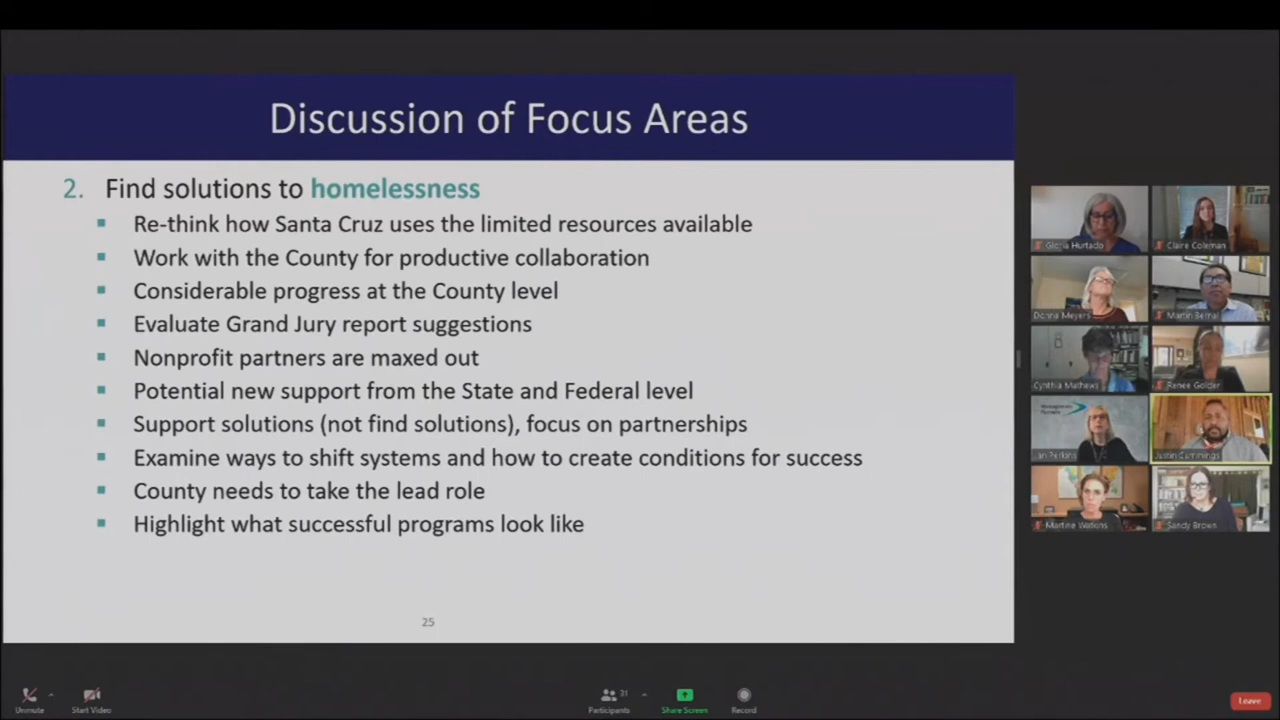 Discussion of Focus Areas
2. Find solutions to homelessness
Re-think how Santa Cruz uses the limited resources available
Work with the County for productive collaboration
Considerable progress at the County level
Evaluate Grand Jury report suggestions
Nonprofit partners are maxed out
Potential new support from the State and Federal level
Support solutions (not find solutions), focus on partnerships
Examine ways to shift systems and how to create conditions for success
County needs to take the lead role
Highlight what successful programs look like
25
Gloria Hurtado
Claire Coleman
Donna Meyers
Martin Bernal
Cynthia Mathews
Renee Golder
Management
Partners
Jan Perkins
Justin Cummings
Martine Watkins
Sandy Brown
Unmute
Start Video
Participants
31
Share Screen
Record
Leave